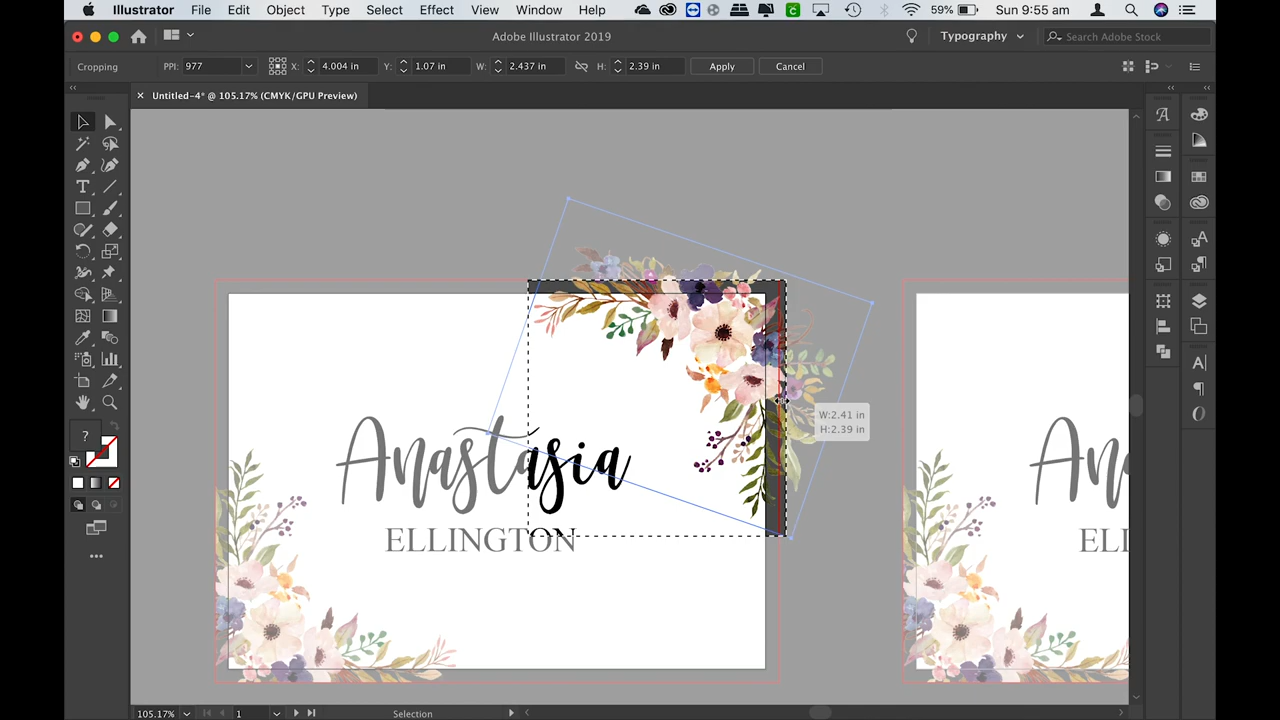 Illustrator File Edit Object Type Select Effect View Window Help 59% Sun 9:55 am
Adobe Illustrator 2019 Typography Search Adobe Stock
Cropping PPI: 977 X: 4.004 in Y: 1.07 in W: 2.437 in H: 2.39 in Apply Cancel
Untitled-4* @ 105.17% (CMYK/GPU Preview)
W:2.41 in
H:2.39 in
Anastasia
ELLINGTON
An
ELL
105.17% 1 Selection